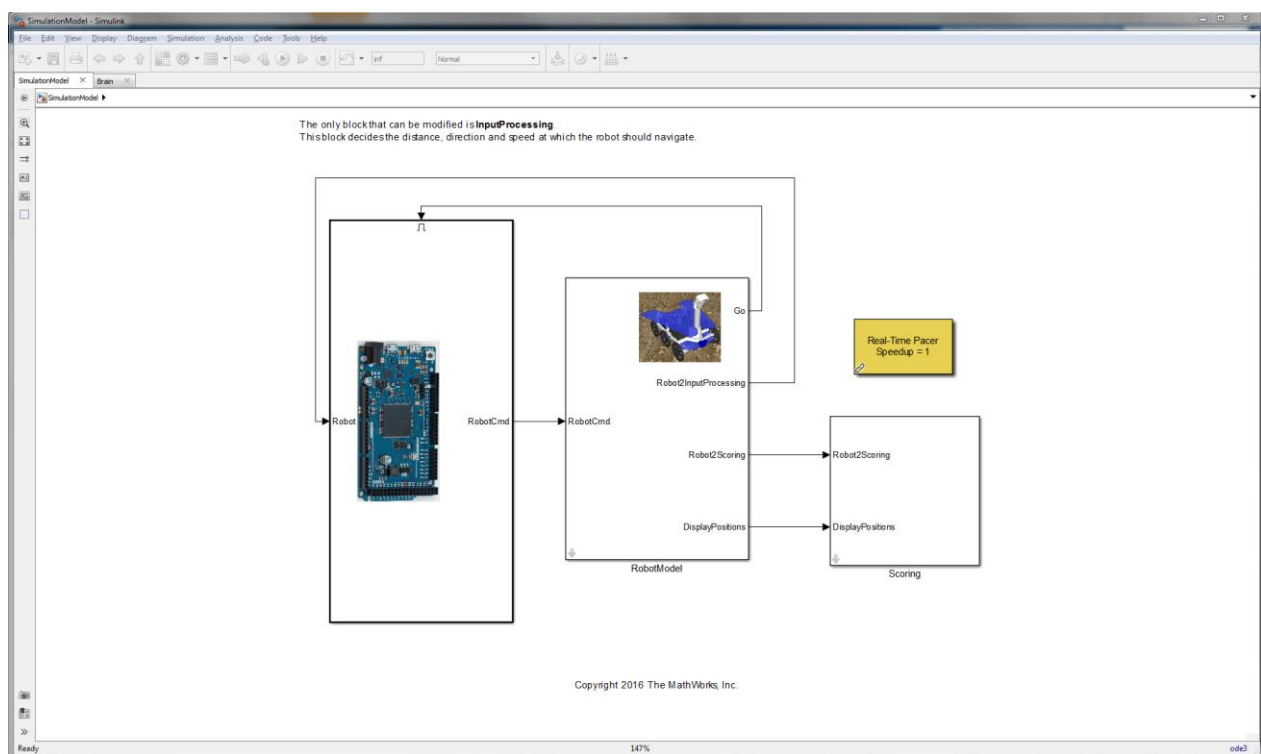 SimulationModel - Simulink
File Edit View Display Diagram Simulation Analysis Code Tools Help
inf Normal
SimulationModel Brain
SimulationModel
The only block that can be modified is InputProcessing.
This block decides the distance, direction and speed at which the robot should navigate.
Go
Real-Time Pacer
Speedup = 1
Robot2InputProcessing
Robot
RobotCmd
RobotCmd
Robot2Scoring
Robot2Scoring
DisplayPositions
DisplayPositions
RobotModel
Scoring
Copyright 2016 The MathWorks, Inc.
Ready 147% ode3